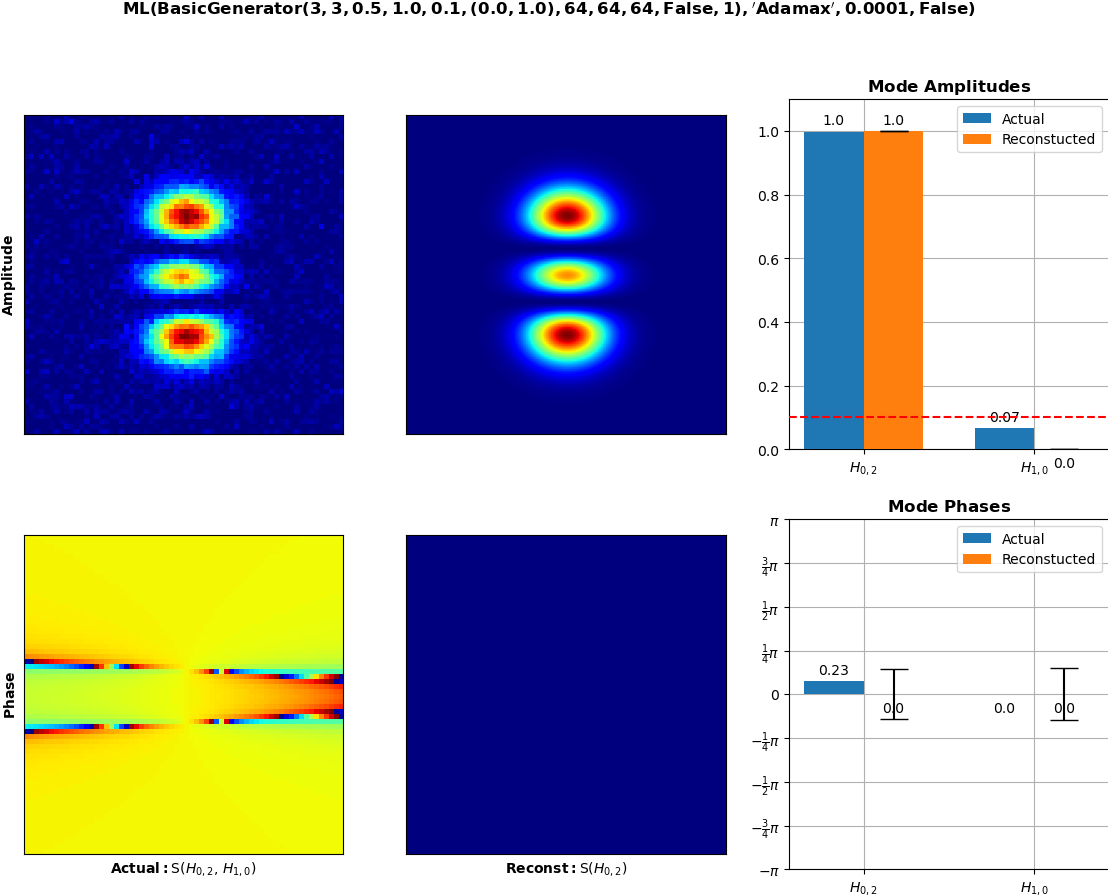 ML(BasicGenerator(3, 3, 0.5, 1.0, 0.1, (0.0, 1.0), 64, 64, 64, False, 1), ′Adamax′, 0.0001, False)
Amplitude
Mode Amplitudes
1.0
1.0
Actual
Reconstucted
1.0
0.8
0.6
0.4
0.2
0.0
0.07
0.0
H0, 2
H1, 0
Phase
Actual: S(H0, 2, H1, 0)
Reconst: S(H0, 2)
Mode Phases
Actual
Reconstucted
π
3/4π
1/2π
1/4π
0
−1/4π
−1/2π
−3/4π
−π
0.23
0.0
0.0
0.0
H0, 2
H1, 0